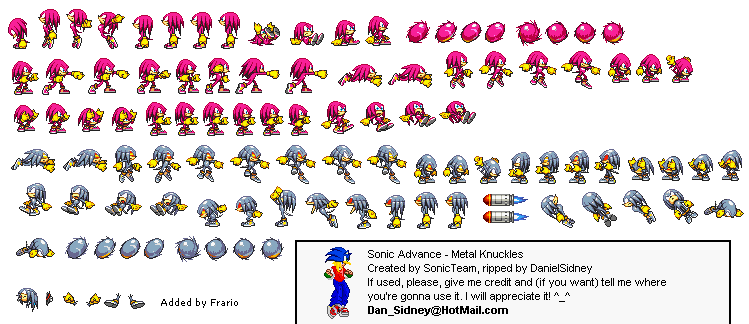 Sonic Advance - Metal Knuckles
Created by SonicTeam, ripped by DanielSidney
If used, please, give me credit and (if you want) tell me where
you're gonna use it. I will appreciate it! ^_^
Dan_Sidney@HotMail.com
Added by Frario